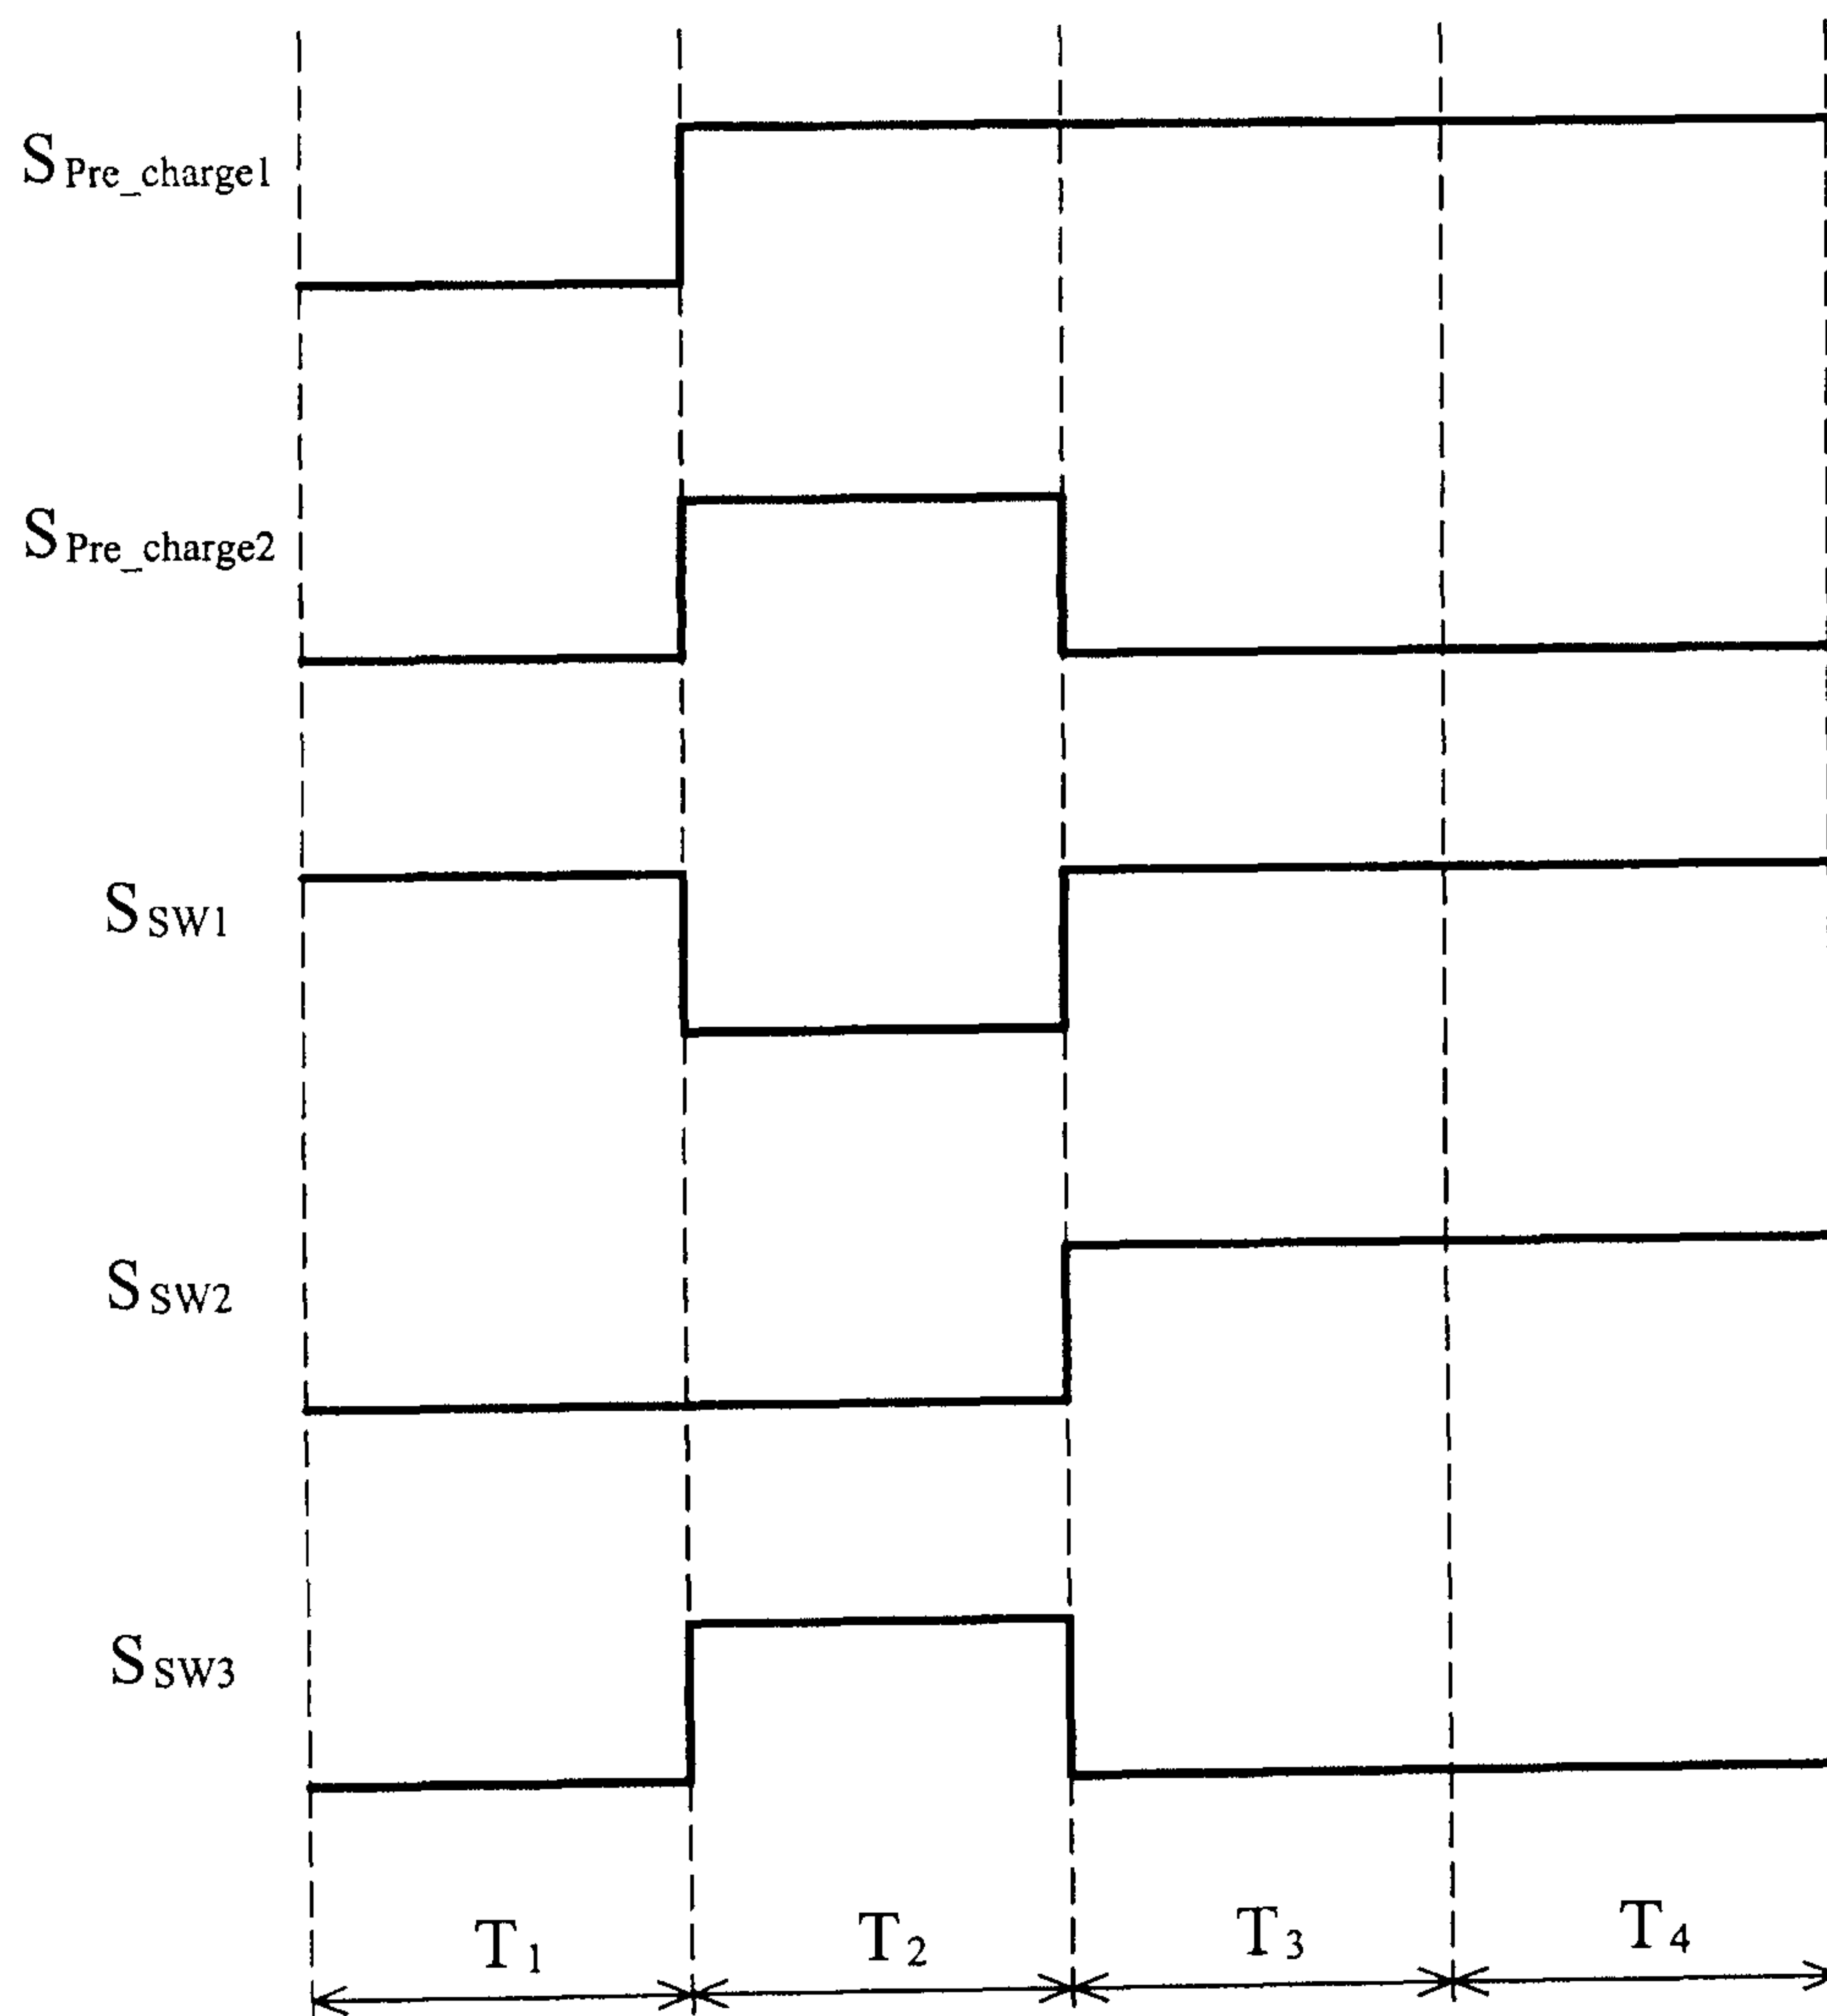 S Pre_charge1
S Pre_charge2
S SW1
S SW2
S SW3
T1 T2 T3 T4